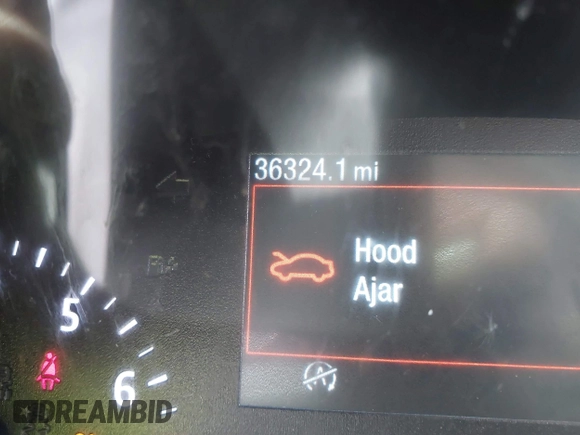 36324.1 mi
Hood
Ajar
5
6
DREAMBID